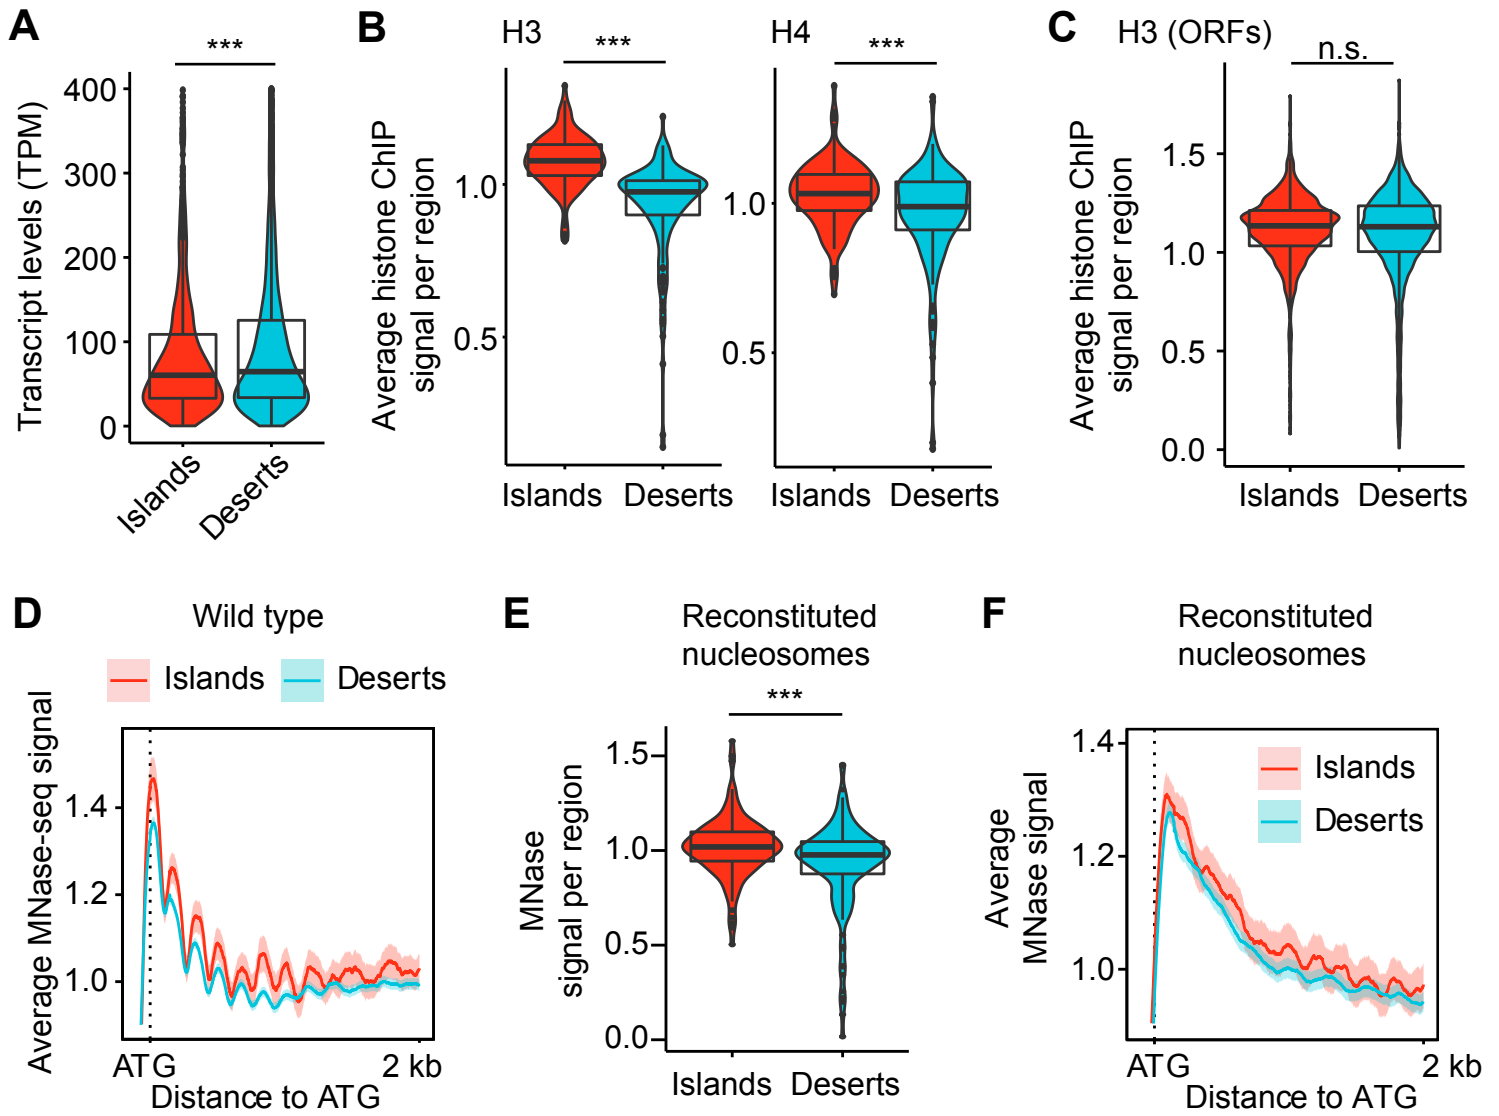 A
***
Transcript levels (TPM)
400
300
200
100
0
Islands
Deserts
B
H3
***
Average histone ChIP
signal per region
1.0
0.5
Islands
Deserts
H4
***
1.0
0.5
Islands
Deserts
C
H3 (ORFs)
n.s.
Average histone ChIP
signal per region
1.5
1.0
0.5
0.0
Islands
Deserts
D
Wild type
Islands
Deserts
Average MNase-seq signal
1.4
1.2
1.0
ATG
2 kb
Distance to ATG
E
Reconstituted
nucleosomes
***
MNase
signal per region
1.5
1.0
0.5
0.0
Islands
Deserts
F
Reconstituted
nucleosomes
Islands
Deserts
Average
MNase signal
1.4
1.2
1.0
ATG
2 kb
Distance to ATG